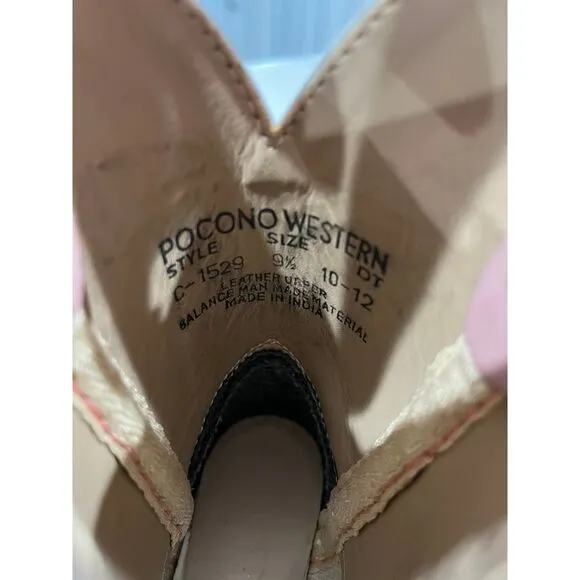 POCONO WESTERN
STYLE SIZE DT
C-1529 9½ 10-12
LEATHER UPPER
BALANCE MAN MADE MATERIAL
MADE IN INDIA